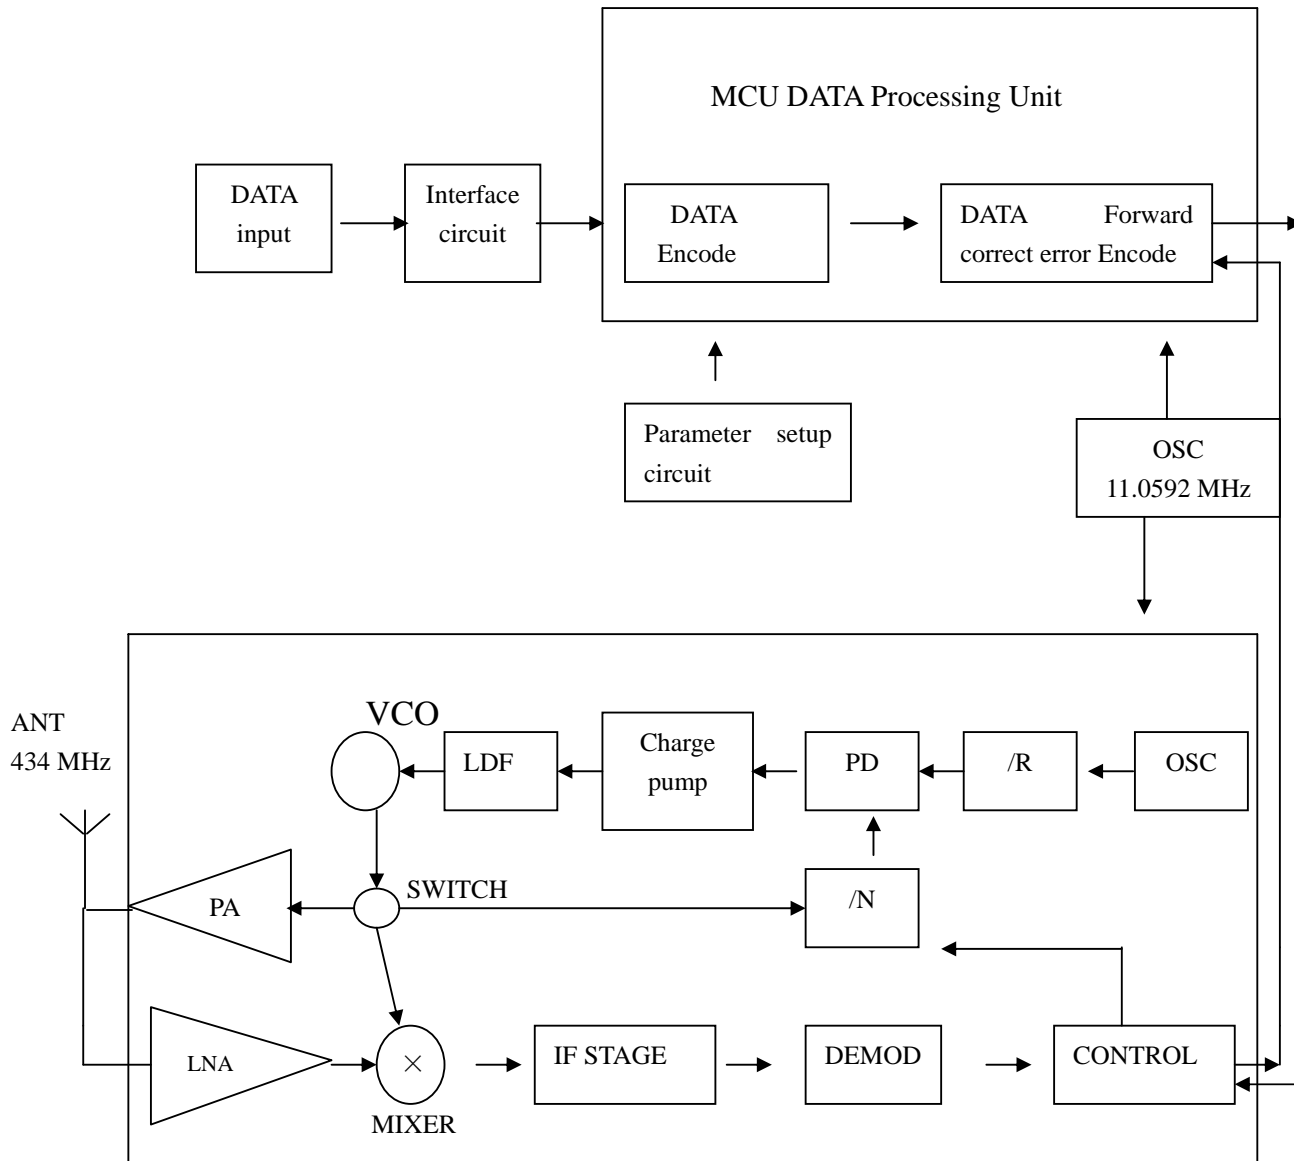 MCU DATA Processing Unit
DATA
input
Interface
circuit
DATA
Encode
DATA Forward
correct error Encode
Parameter setup
circuit
OSC
11.0592 MHz
ANT
434 MHz
VCO
LDF
Charge
pump
PD
/R
OSC
PA
SWITCH
/N
LNA
×
MIXER
IF STAGE
DEMOD
CONTROL